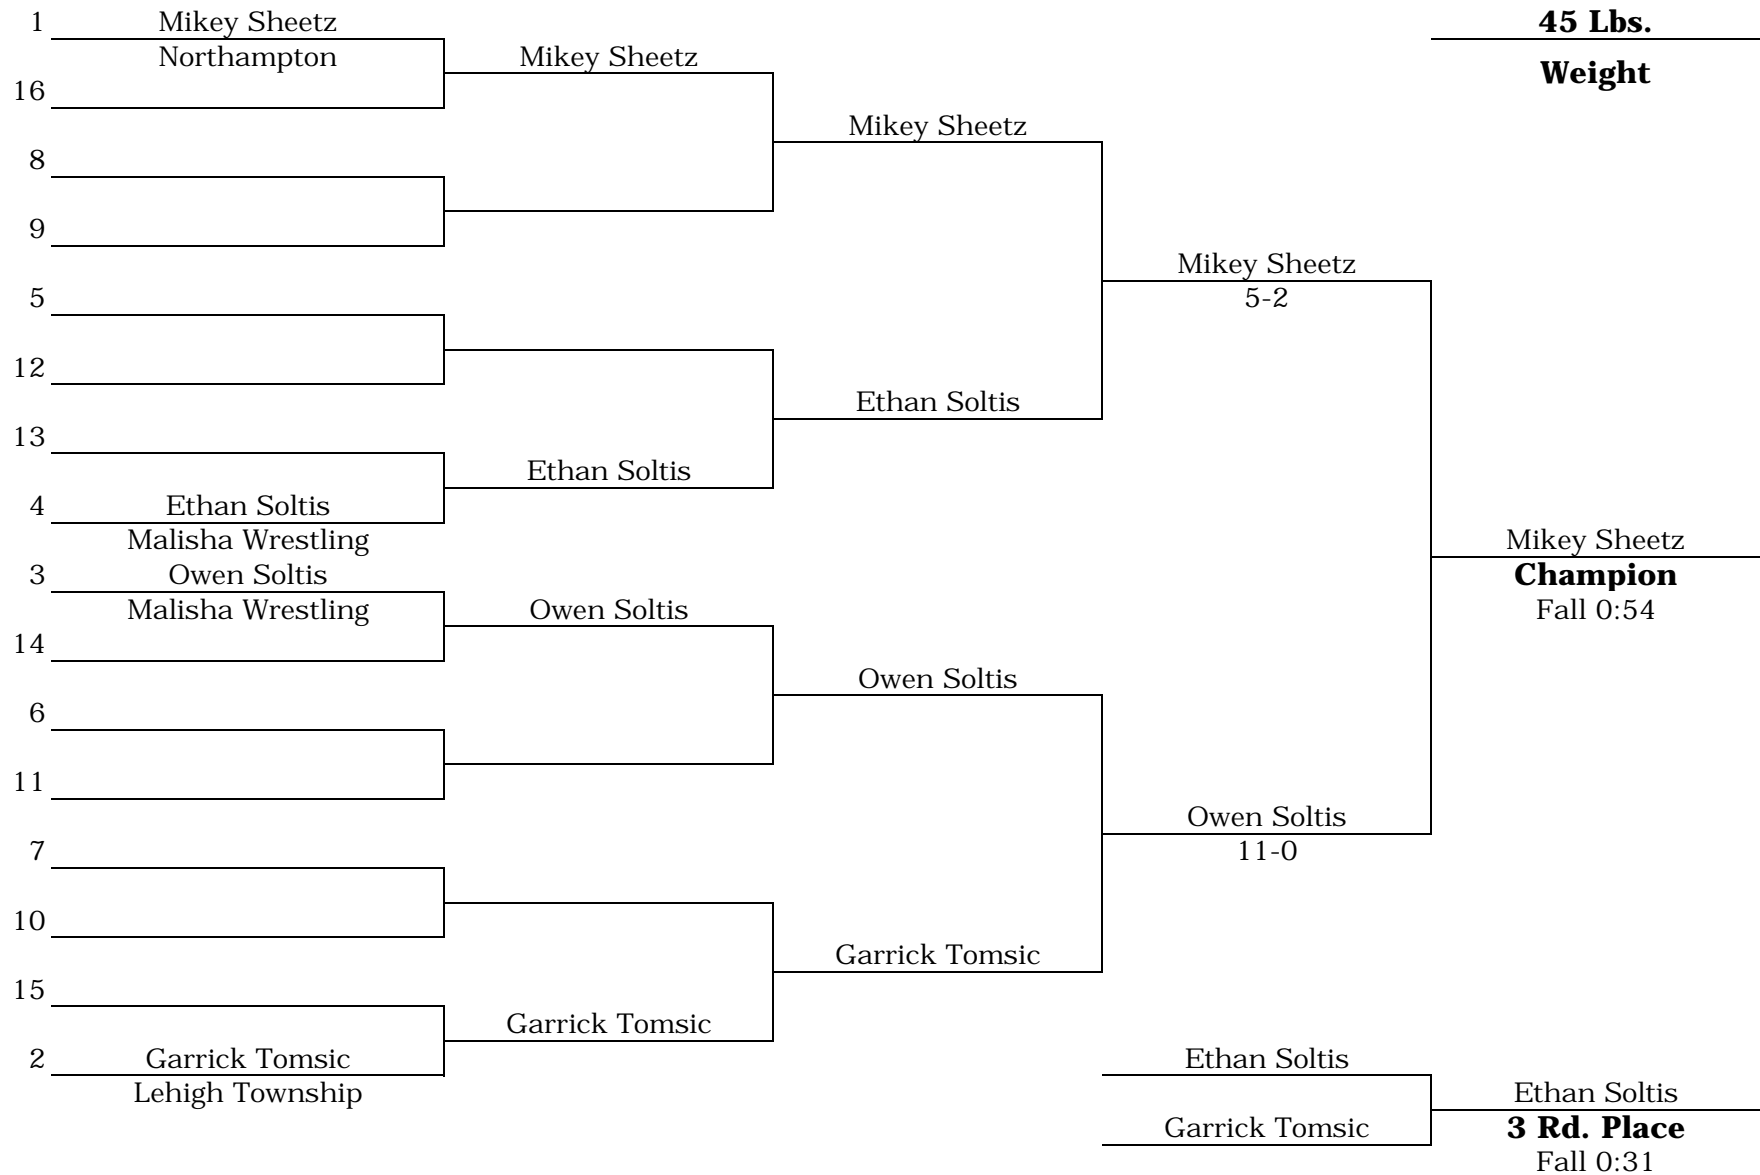 1 Mikey Sheetz
Northampton
16
8
9
5
12
13
4 Ethan Soltis
Malisha Wrestling
3 Owen Soltis
Malisha Wrestling
14
6
11
7
10
15
2 Garrick Tomsic
Lehigh Township
Mikey Sheetz
Ethan Soltis
Owen Soltis
Garrick Tomsic
Mikey Sheetz
Ethan Soltis
Owen Soltis
Garrick Tomsic
Mikey Sheetz
5-2
Owen Soltis
11-0
Ethan Soltis
Garrick Tomsic
45 Lbs.
Weight
Mikey Sheetz
Champion
Fall 0:54
Ethan Soltis
3 Rd. Place
Fall 0:31